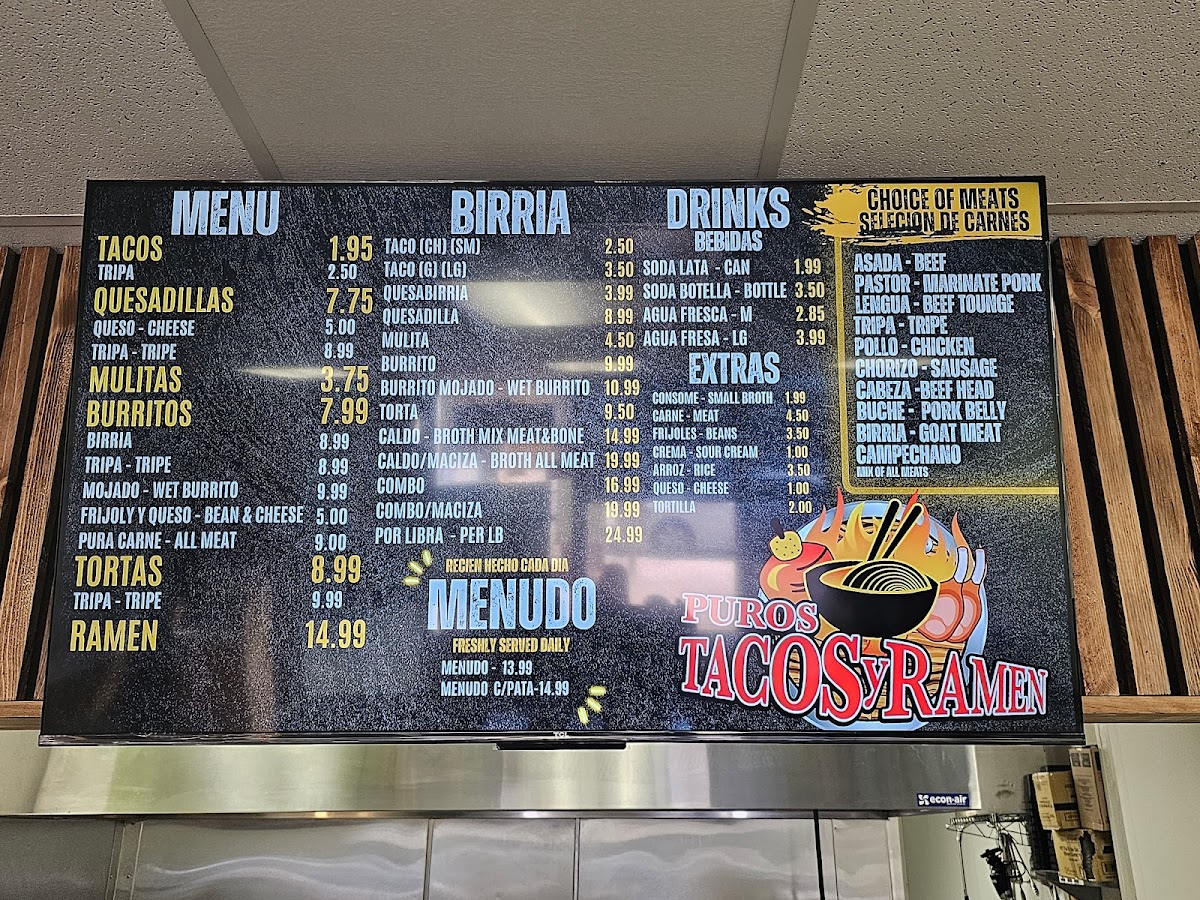 MENU
TACOS 1.95
TRIPA 2.50
QUESADILLAS 7.75
QUESO - CHEESE 5.00
TRIPA - TRIPE 8.99
MULITAS 3.75
BURRITOS 7.99
BIRRIA 8.99
TRIPA - TRIPE 8.99
MOJADO - WET BURRITO 9.99
FRIJOL Y QUESO - BEAN & CHEESE 5.00
PURA CARNE - ALL MEAT 9.00
TORTAS 8.99
TRIPA - TRIPE 9.99
RAMEN 14.99
BIRRIA
TACO (CH) (SM) 2.50
TACO (G) (LG) 3.50
QUESABIRRIA 3.99
QUESADILLA 8.99
MULITA 4.50
BURRITO 9.99
BURRITO MOJADO - WET BURRITO 10.99
TORTA 9.50
CALDO - BROTH MIX MEAT&BONE 14.99
CALDO/MACIZA - BROTH ALL MEAT 19.99
COMBO 16.99
COMBO/MACIZA 19.99
POR LIBRA - PER LB 24.99
RECIEN HECHO CADA DIA
MENUDO
FRESHLY SERVED DAILY
MENUDO - 13.99
MENUDO C/PATA-14.99
DRINKS
BEBIDAS
SODA LATA - CAN 1.99
SODA BOTELLA - BOTTLE 3.50
AGUA FRESCA - M 2.85
AGUA FRESA - LG 3.99
EXTRAS
CONSOME - SMALL BROTH 1.99
CARNE - MEAT 4.50
FRIJOLES - BEANS 3.50
CREMA - SOUR CREAM 1.00
ARROZ - RICE 3.50
QUESO - CHEESE 1.00
TORTILLA 2.00
CHOICE OF MEATS
SELECION DE CARNES
ASADA - BEEF
PASTOR - MARINATE PORK
LENGUA - BEEF TOUNGE
TRIPA - TRIPE
POLLO - CHICKEN
CHORIZO - SAUSAGE
CABEZA -BEEF HEAD
BUCHE - PORK BELLY
BIRRIA - GOAT MEAT
CAMPECHANO
MIX OF ALL MEATS
PUROS
TACOS y RAMEN
TCL
econ-air